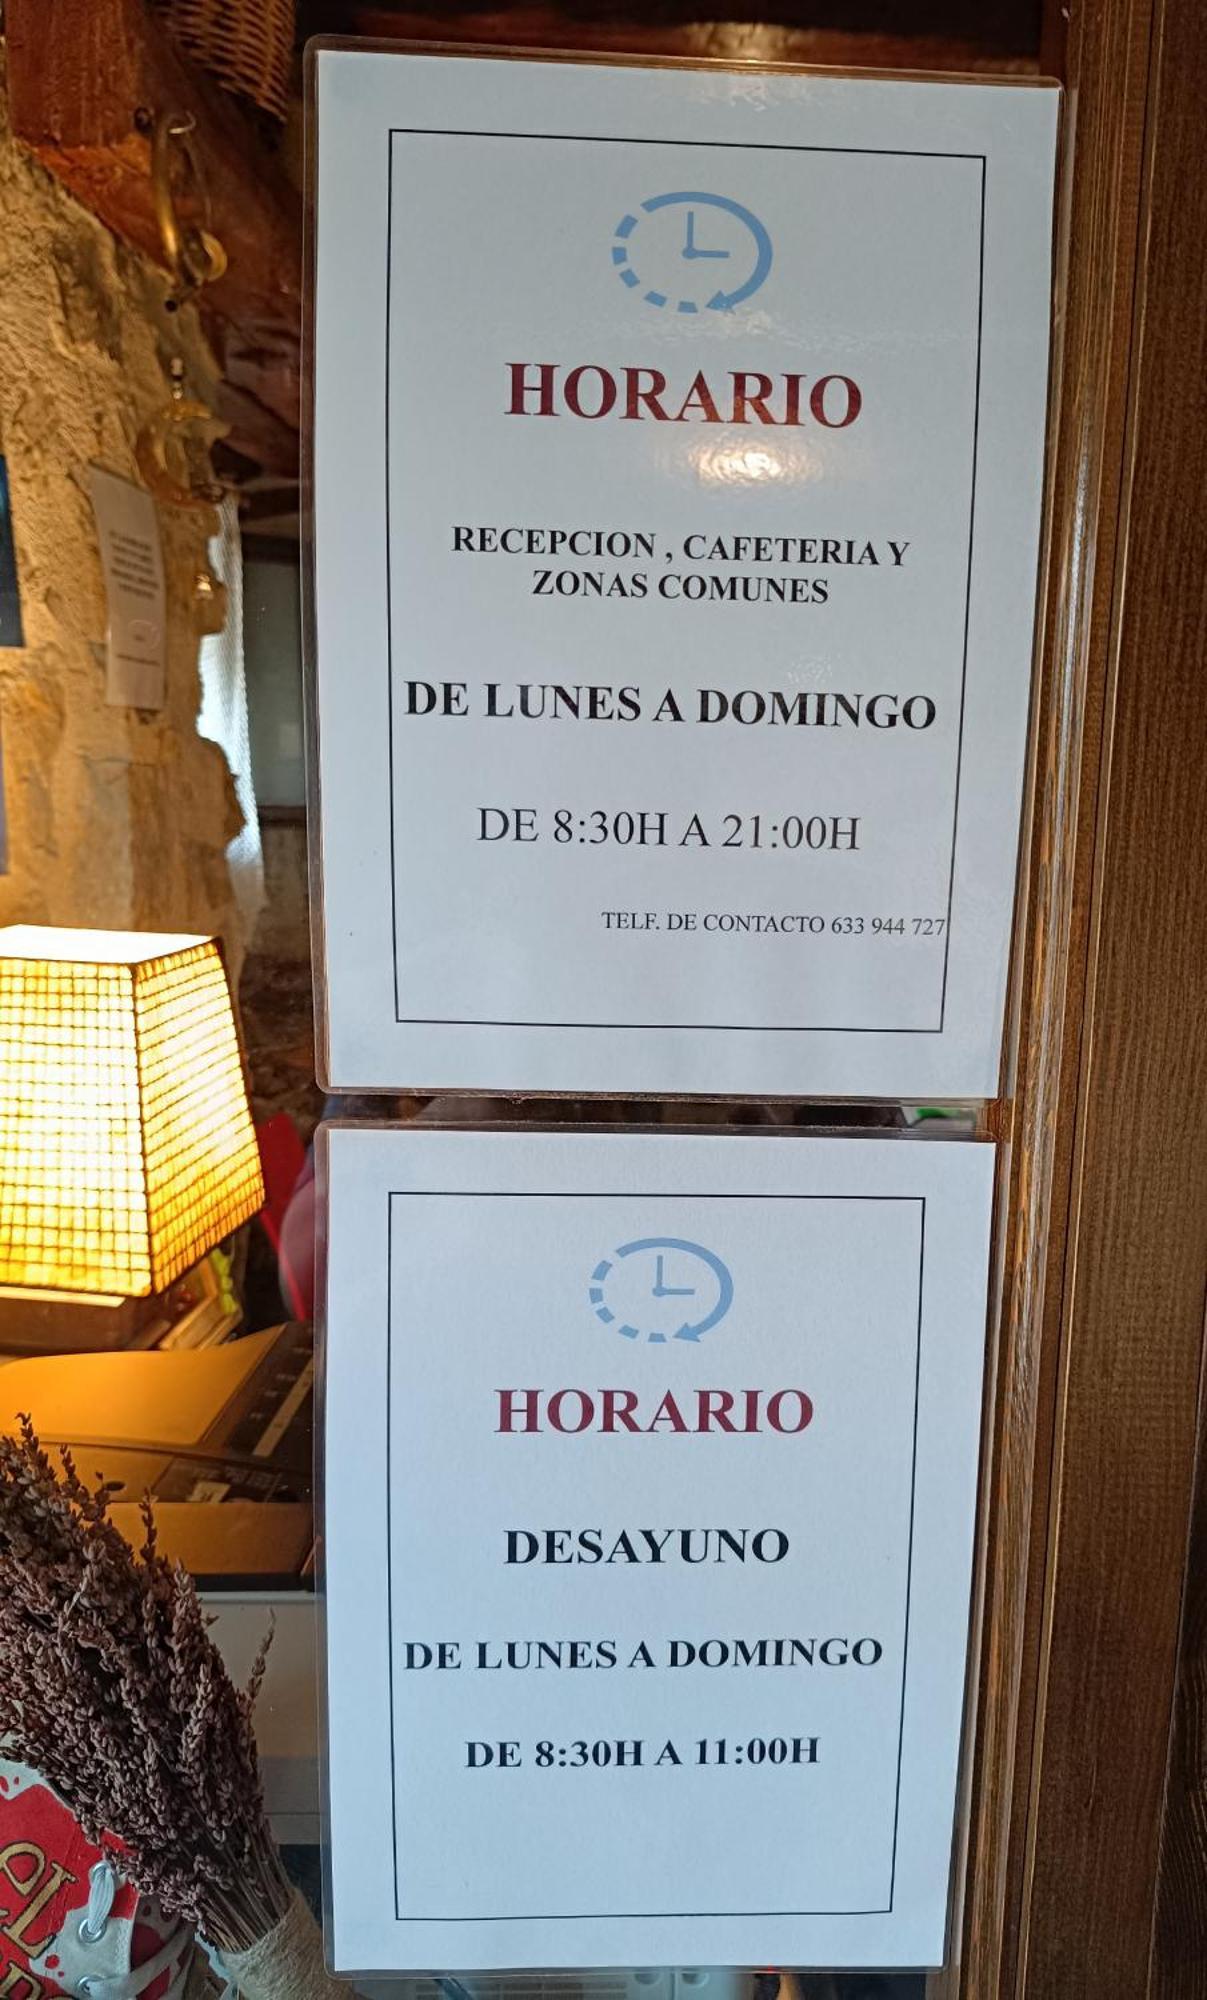 HORARIO
RECEPCION , CAFETERIA Y
ZONAS COMUNES
DE LUNES A DOMINGO
DE 8:30H A 21:00H
TELF. DE CONTACTO 633 944 727
HORARIO
DESAYUNO
DE LUNES A DOMINGO
DE 8:30H A 11:00H